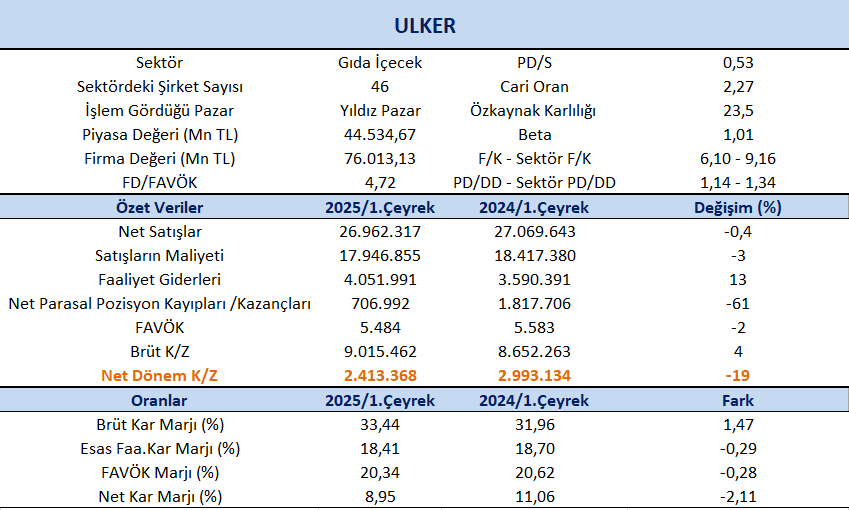 ULKER
Sektör Gıda İçecek PD/S 0,53
Sektördeki Şirket Sayısı 46 Cari Oran 2,27
İşlem Gördüğü Pazar Yıldız Pazar Özkaynak Karlılığı 23,5
Piyasa Değeri (Mn TL) 44.534,67 Beta 1,01
Firma Değeri (Mn TL) 76.013,13 F/K - Sektör F/K 6,10 - 9,16
FD/FAVÖK 4,72 PD/DD - Sektör PD/DD 1,14 - 1,34
Özet Veriler 2025/1.Çeyrek 2024/1.Çeyrek Değişim (%)
Net Satışlar 26.962.317 27.069.643 -0,4
Satışların Maliyeti 17.946.855 18.417.380 -3
Faaliyet Giderleri 4.051.991 3.590.391 13
Net Parasal Pozisyon Kayıpları /Kazançları 706.992 1.817.706 -61
FAVÖK 5.484 5.583 -2
Brüt K/Z 9.015.462 8.652.263 4
Net Dönem K/Z 2.413.368 2.993.134 -19
Oranlar 2025/1.Çeyrek 2024/1.Çeyrek Fark
Brüt Kar Marjı (%) 33,44 31,96 1,47
Esas Faa.Kar Marjı (%) 18,41 18,70 -0,29
FAVÖK Marjı (%) 20,34 20,62 -0,28
Net Kar Marjı (%) 8,95 11,06 -2,11